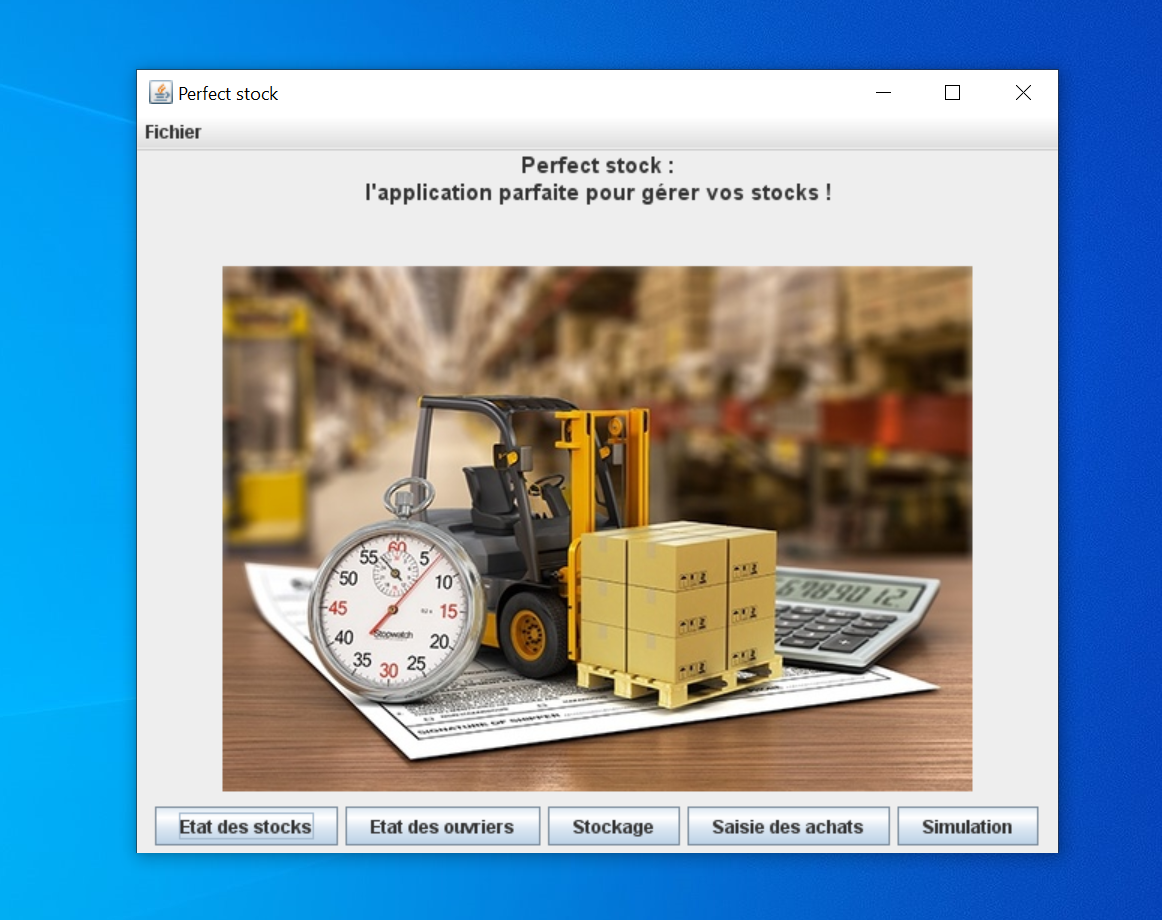 Perfect stock
Fichier
Perfect stock :
l'application parfaite pour gérer vos stocks !
60
55
5
50
10
45
15
40
Stopwatch
20
35
25
30
6789012.
SIGNATURE OF SHIPPER
Etat des stocks
Etat des ouvriers
Stockage
Saisie des achats
Simulation